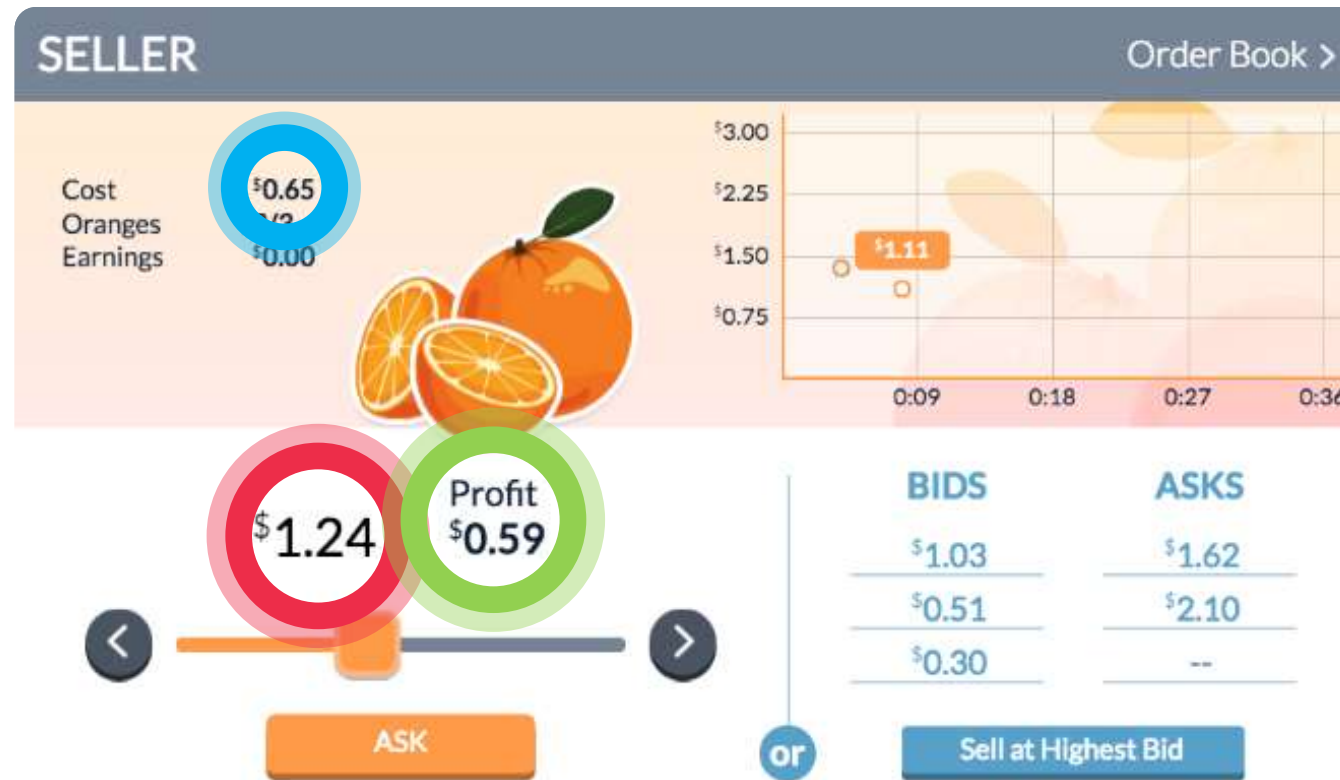 SELLER
Order Book >
Cost $0.65
Oranges
Earnings $0.00
$3.00
$2.25
$1.50
$0.75
$1.11
0:09 0:18 0:27 0:36
$1.24
Profit
$0.59
ASK
or
BIDS ASKS
$1.03 $1.62
$0.51 $2.10
$0.30 --
Sell at Highest Bid